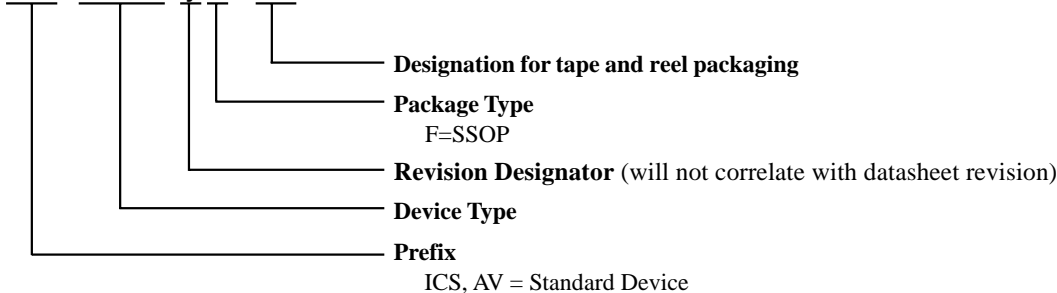 Designation for tape and reel packaging
Package Type
F=SSOP
Revision Designator (will not correlate with datasheet revision)
Device Type
Prefix
ICS, AV = Standard Device